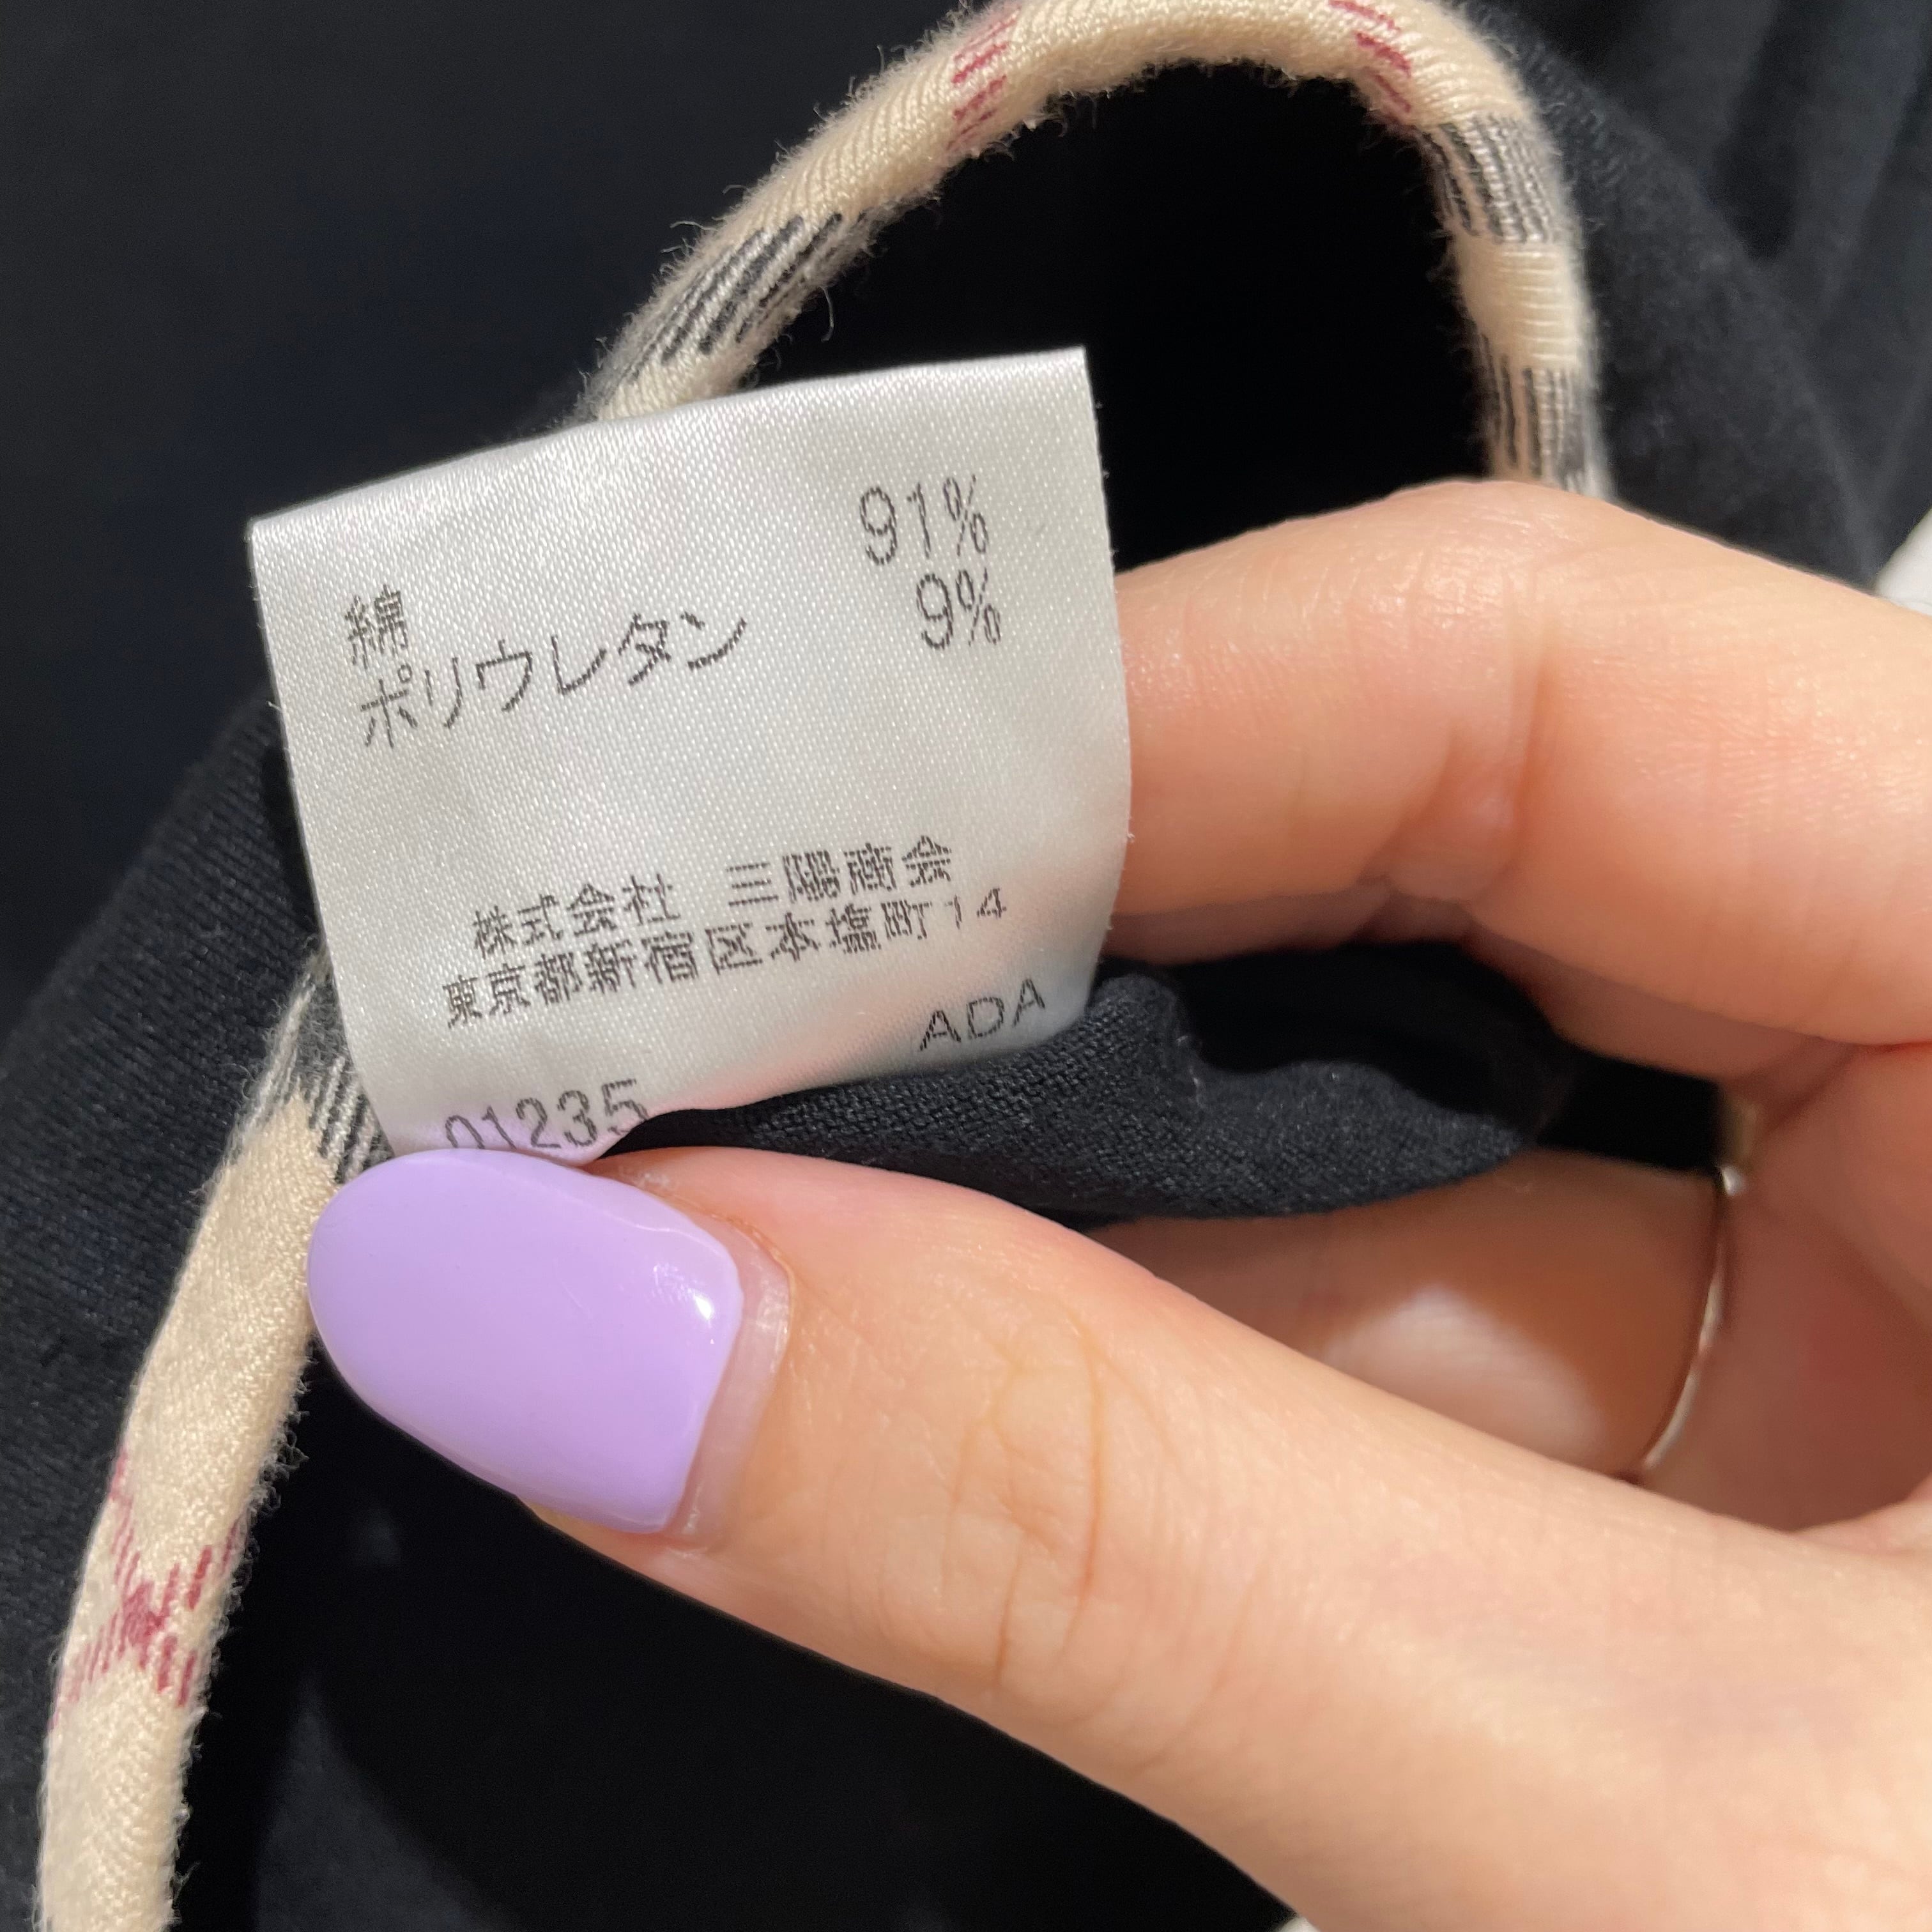 綿 91%
ポリウレタン 9%
株式会社 三陽商会
東京都新宿区本塩町14
ADA
01235